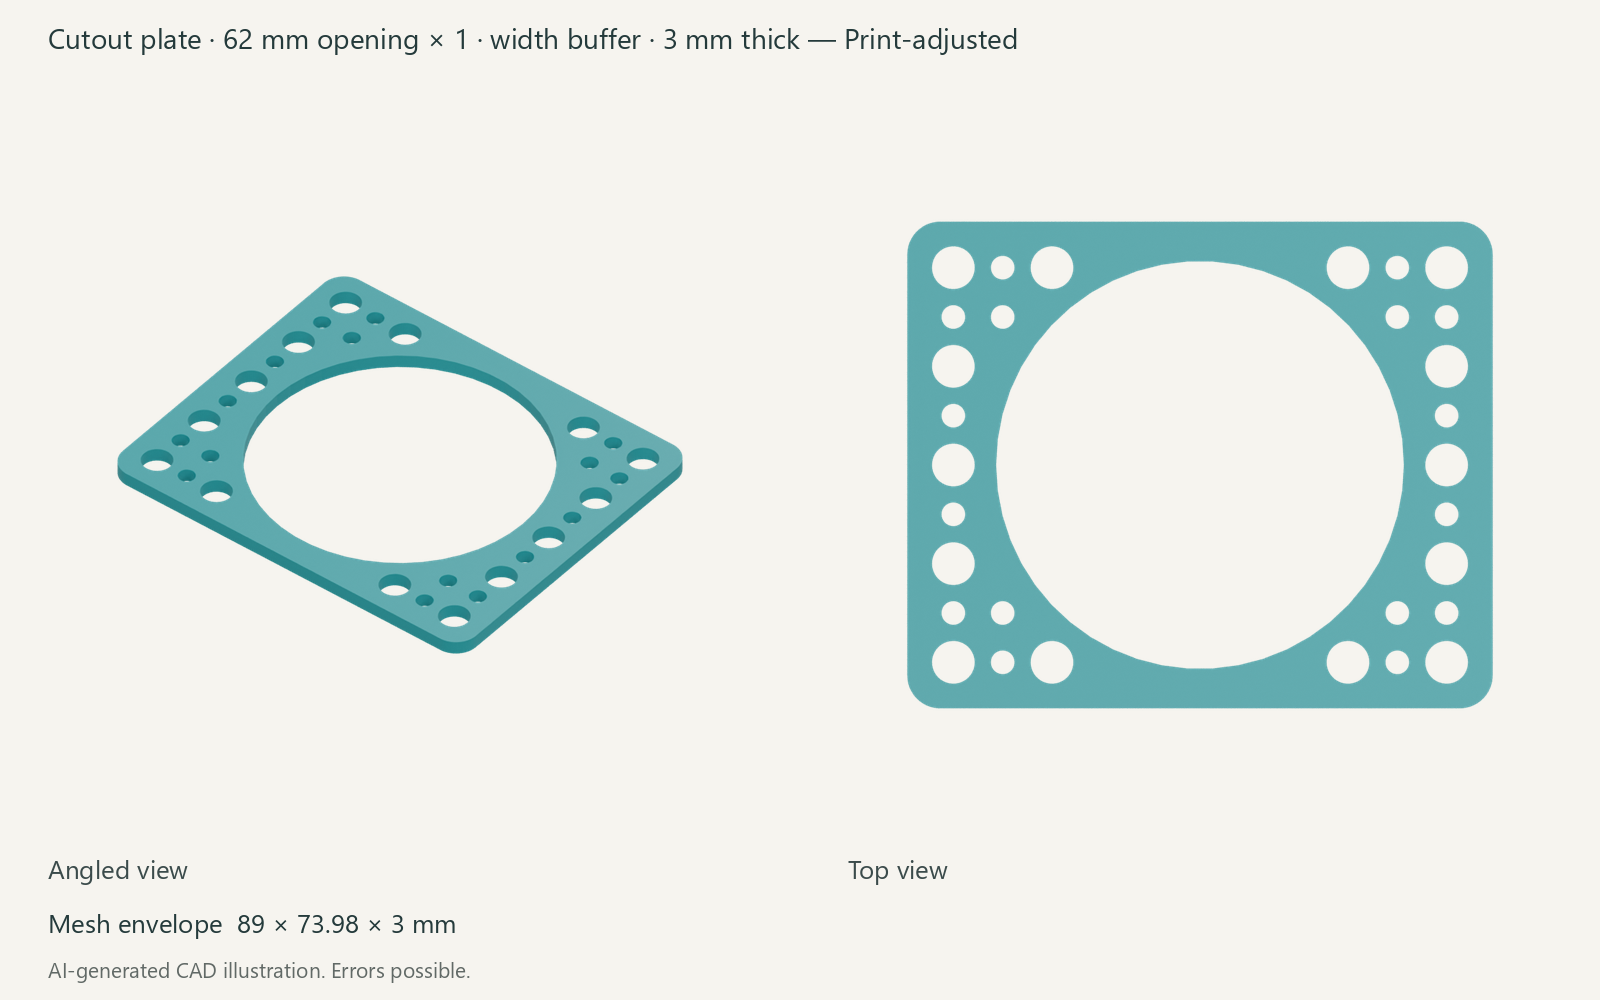 Cutout plate · 62 mm opening × 1 · width buffer · 3 mm thick — Print-adjusted
Angled view
Top view
Mesh envelope 89 × 73.98 × 3 mm
AI-generated CAD illustration. Errors possible.